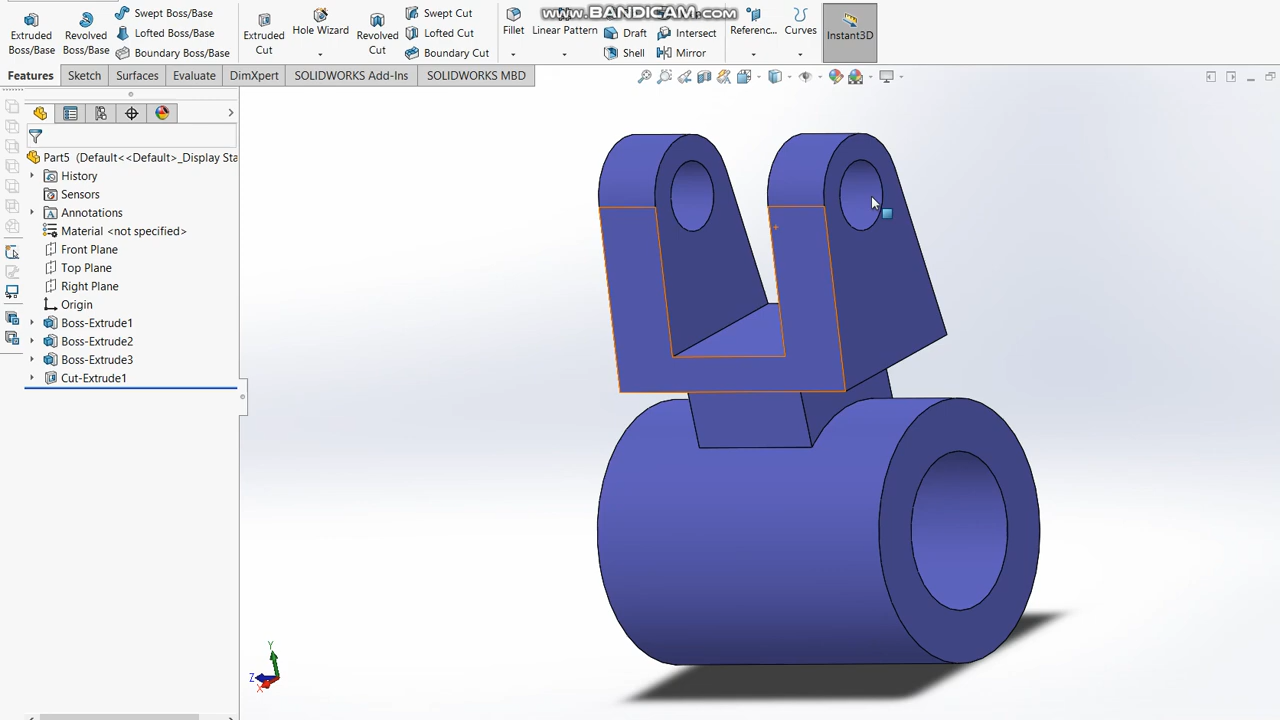 www.BANDICAM.com
Extruded Boss/Base
Revolved Boss/Base
Swept Boss/Base
Lofted Boss/Base
Boundary Boss/Base
Extruded Cut
Hole Wizard
Revolved Cut
Swept Cut
Lofted Cut
Boundary Cut
Fillet
Linear Pattern
Draft
Shell
Intersect
Mirror
Referenc...
Curves
Instant3D
Features
Sketch
Surfaces
Evaluate
DimXpert
SOLIDWORKS Add-Ins
SOLIDWORKS MBD
Part5 (Default<<Default>_Display Sta
History
Sensors
Annotations
Material <not specified>
Front Plane
Top Plane
Right Plane
Origin
Boss-Extrude1
Boss-Extrude2
Boss-Extrude3
Cut-Extrude1
Y
Z
X